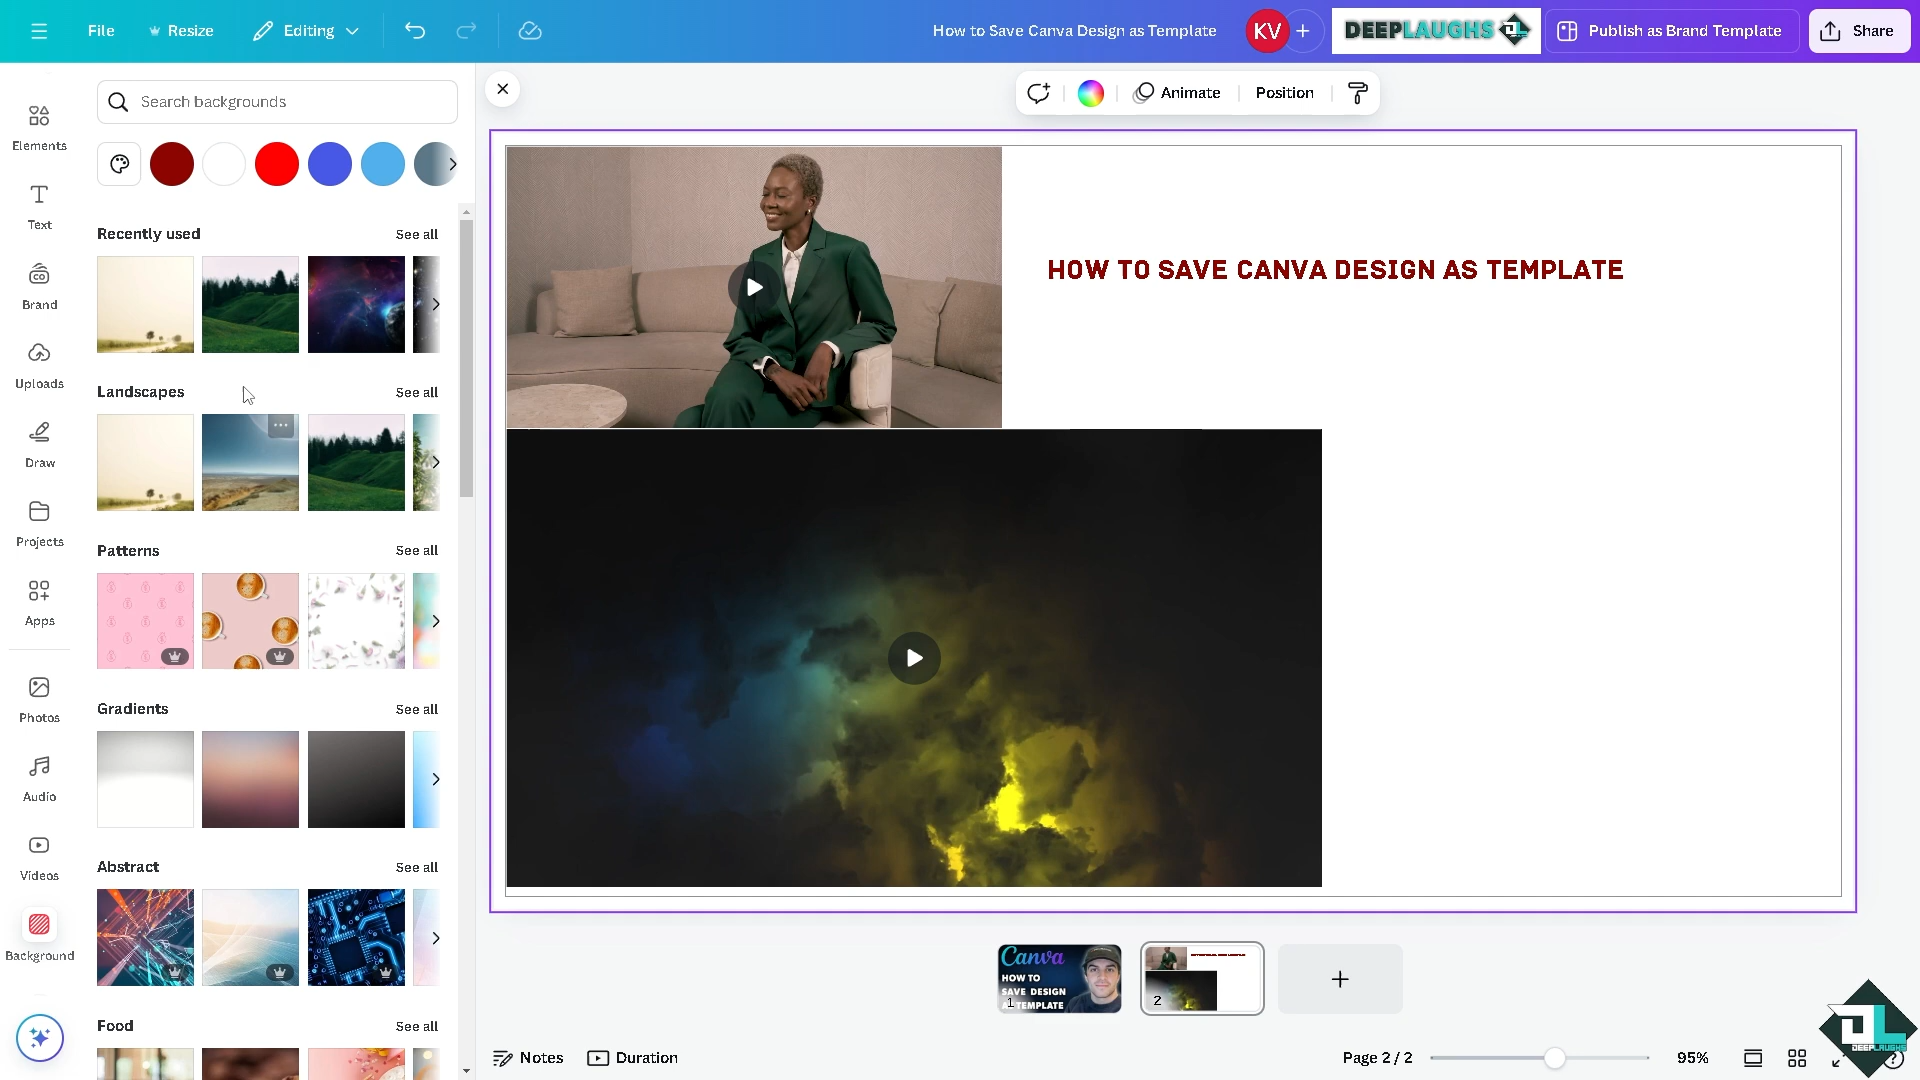 File
Resize
Editing
How to Save Canva Design as Template
KV
DEEPLAUGHS
Publish as Brand Template
Share
Search backgrounds
Animate
Position
Elements
Text
Brand
Uploads
Draw
Projects
Apps
Photos
Audio
Videos
Background
Recently used
See all
Landscapes
See all
Patterns
See all
Gradients
See all
Abstract
See all
Food
See all
HOW TO SAVE CANVA DESIGN AS TEMPLATE
Canva
HOW TO
SAVE DESIGN
AS TEMPLATE
1
2
Notes
Duration
Page 2 / 2
95%
DEEPLAUGHS